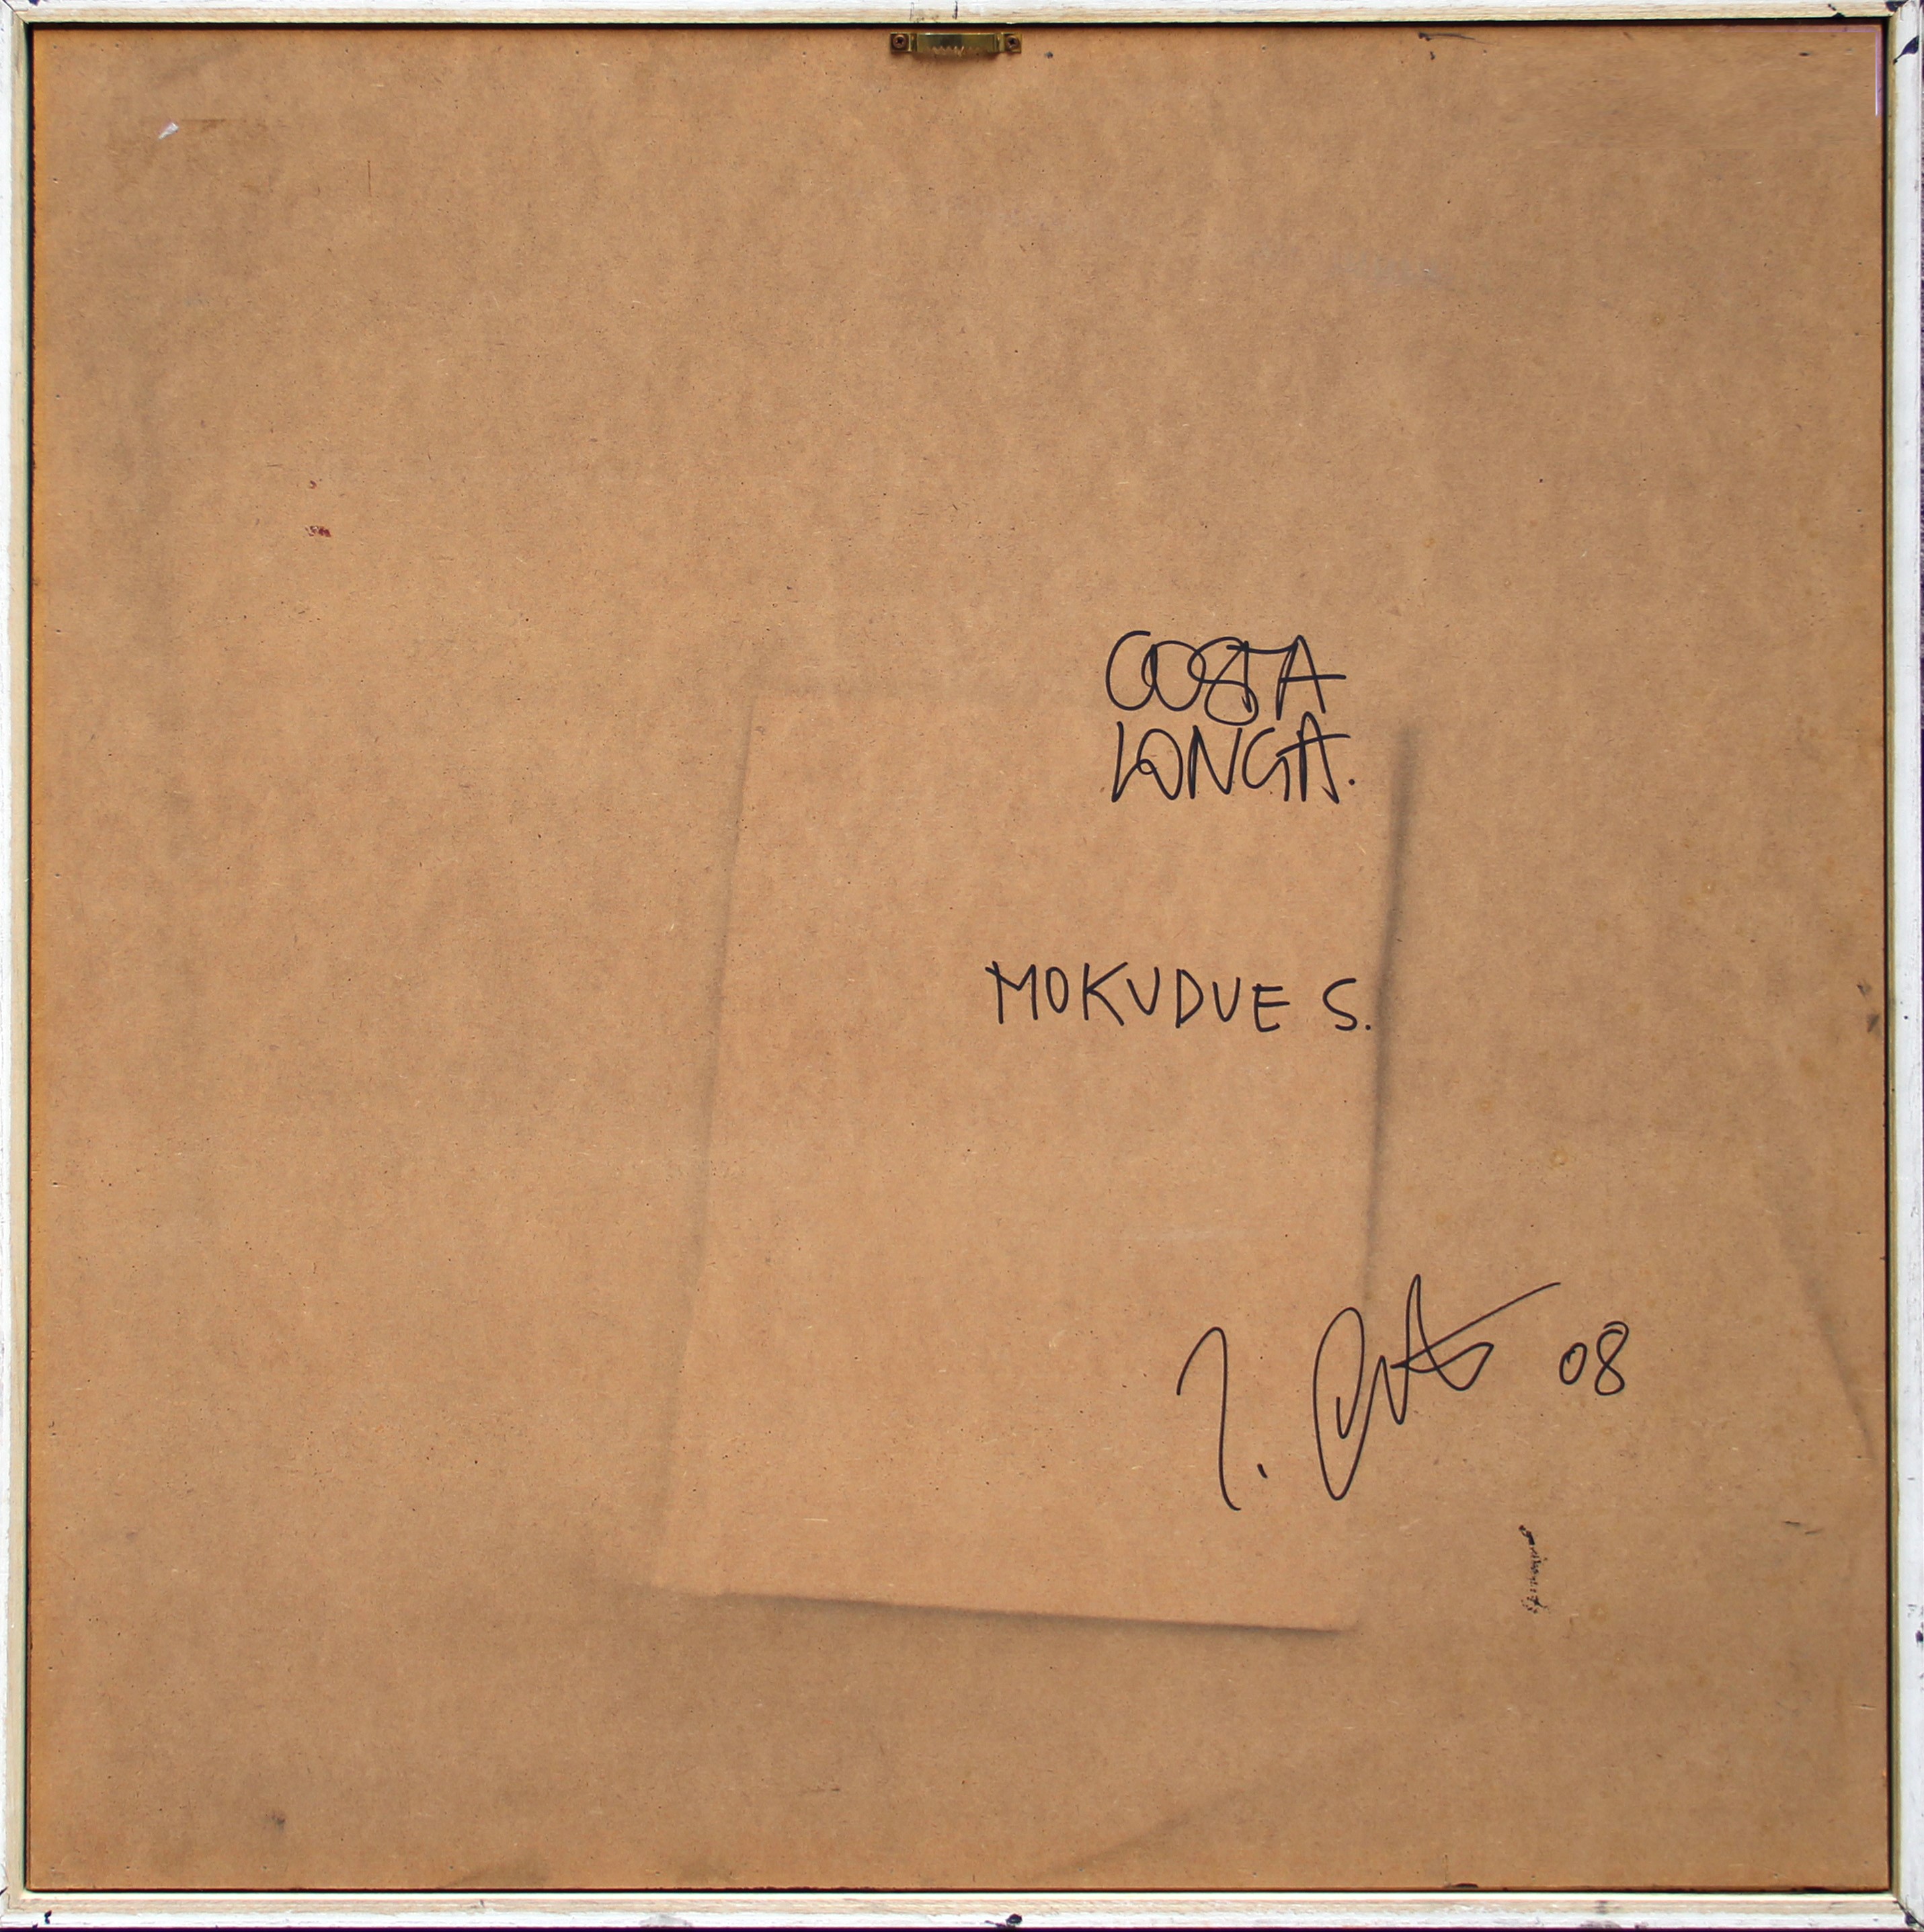 COSTA
LONGA.
MOKUDUE S.
08